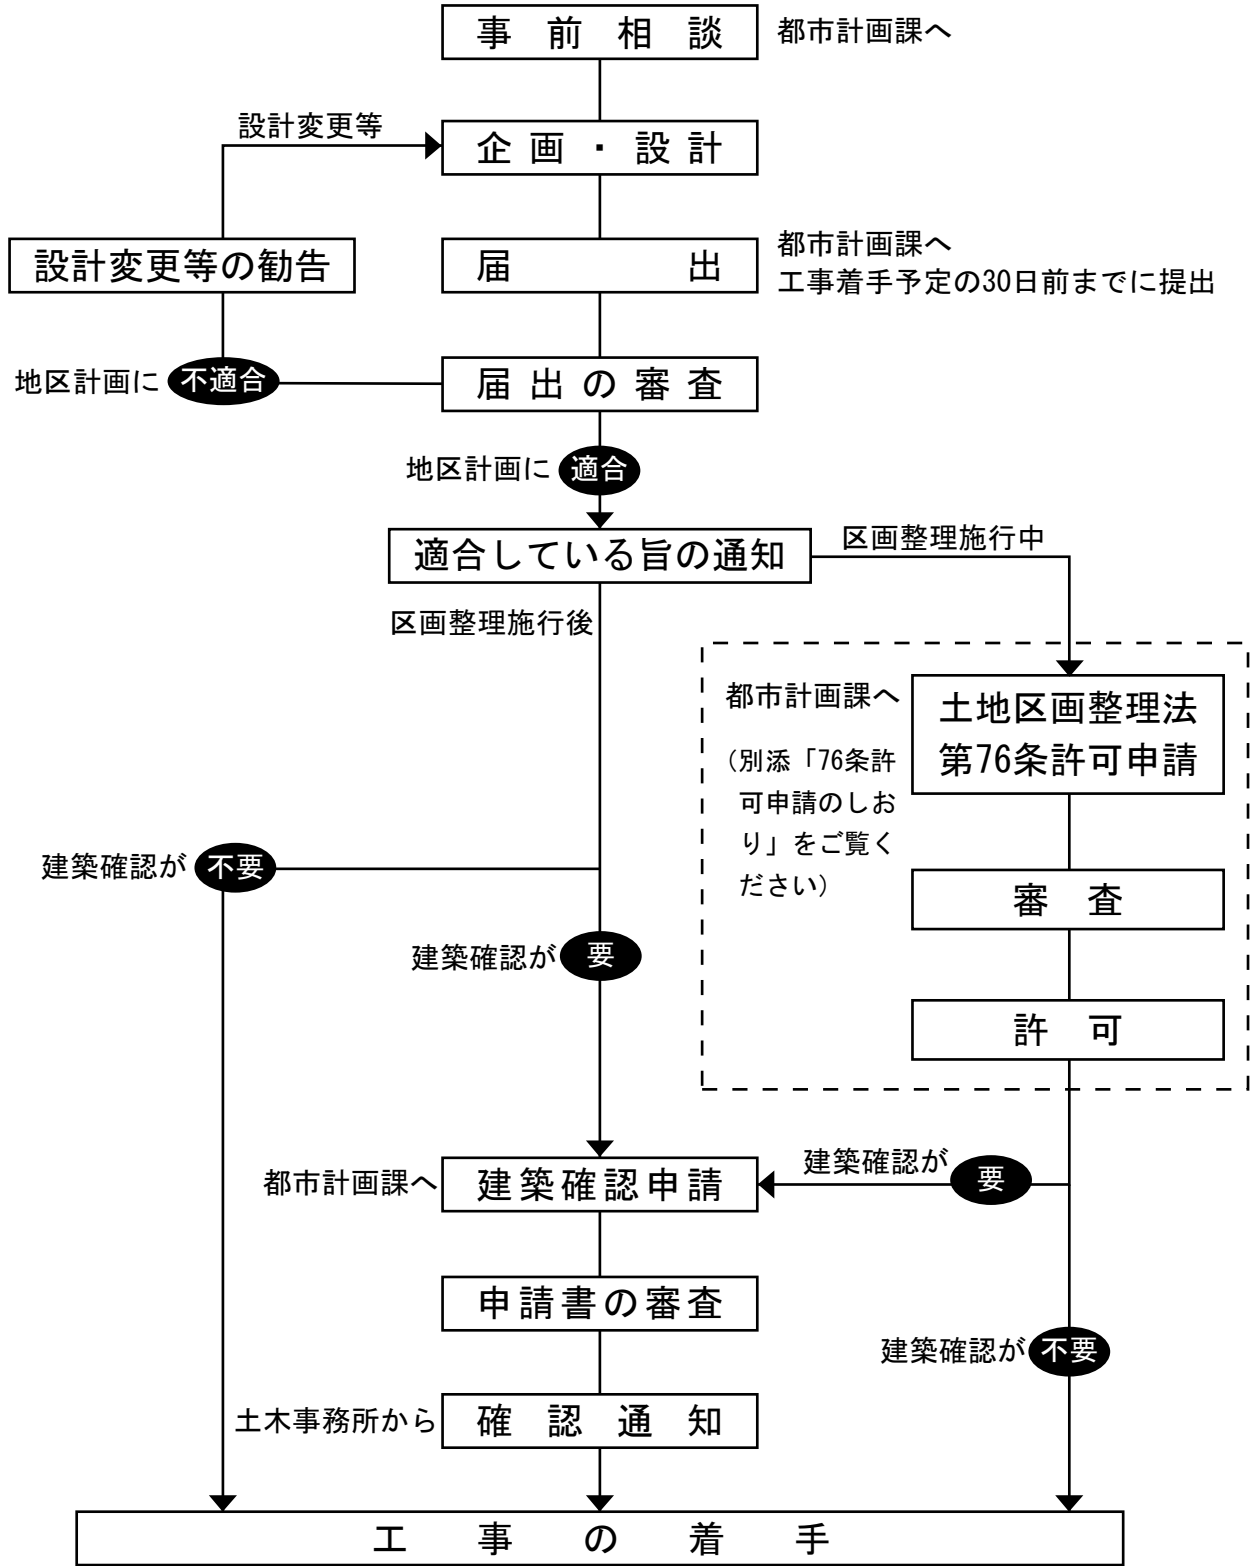 事前相談
都市計画課へ
設計変更等
企画・設計
設計変更等の勧告
届出
都市計画課へ
工事着手予定の30日前までに提出
地区計画に 不適合
届出の審査
地区計画に 適合
適合している旨の通知
区画整理施行中
区画整理施行後
都市計画課へ
(別添「76条許
可申請のしお
り」をご覧く
ださい)
土地区画整理法
第76条許可申請
審査
許可
建築確認が 不要
建築確認が 要
都市計画課へ
建築確認申請
建築確認が 要
申請書の審査
建築確認が 不要
土木事務所から
確認通知
工事の着手